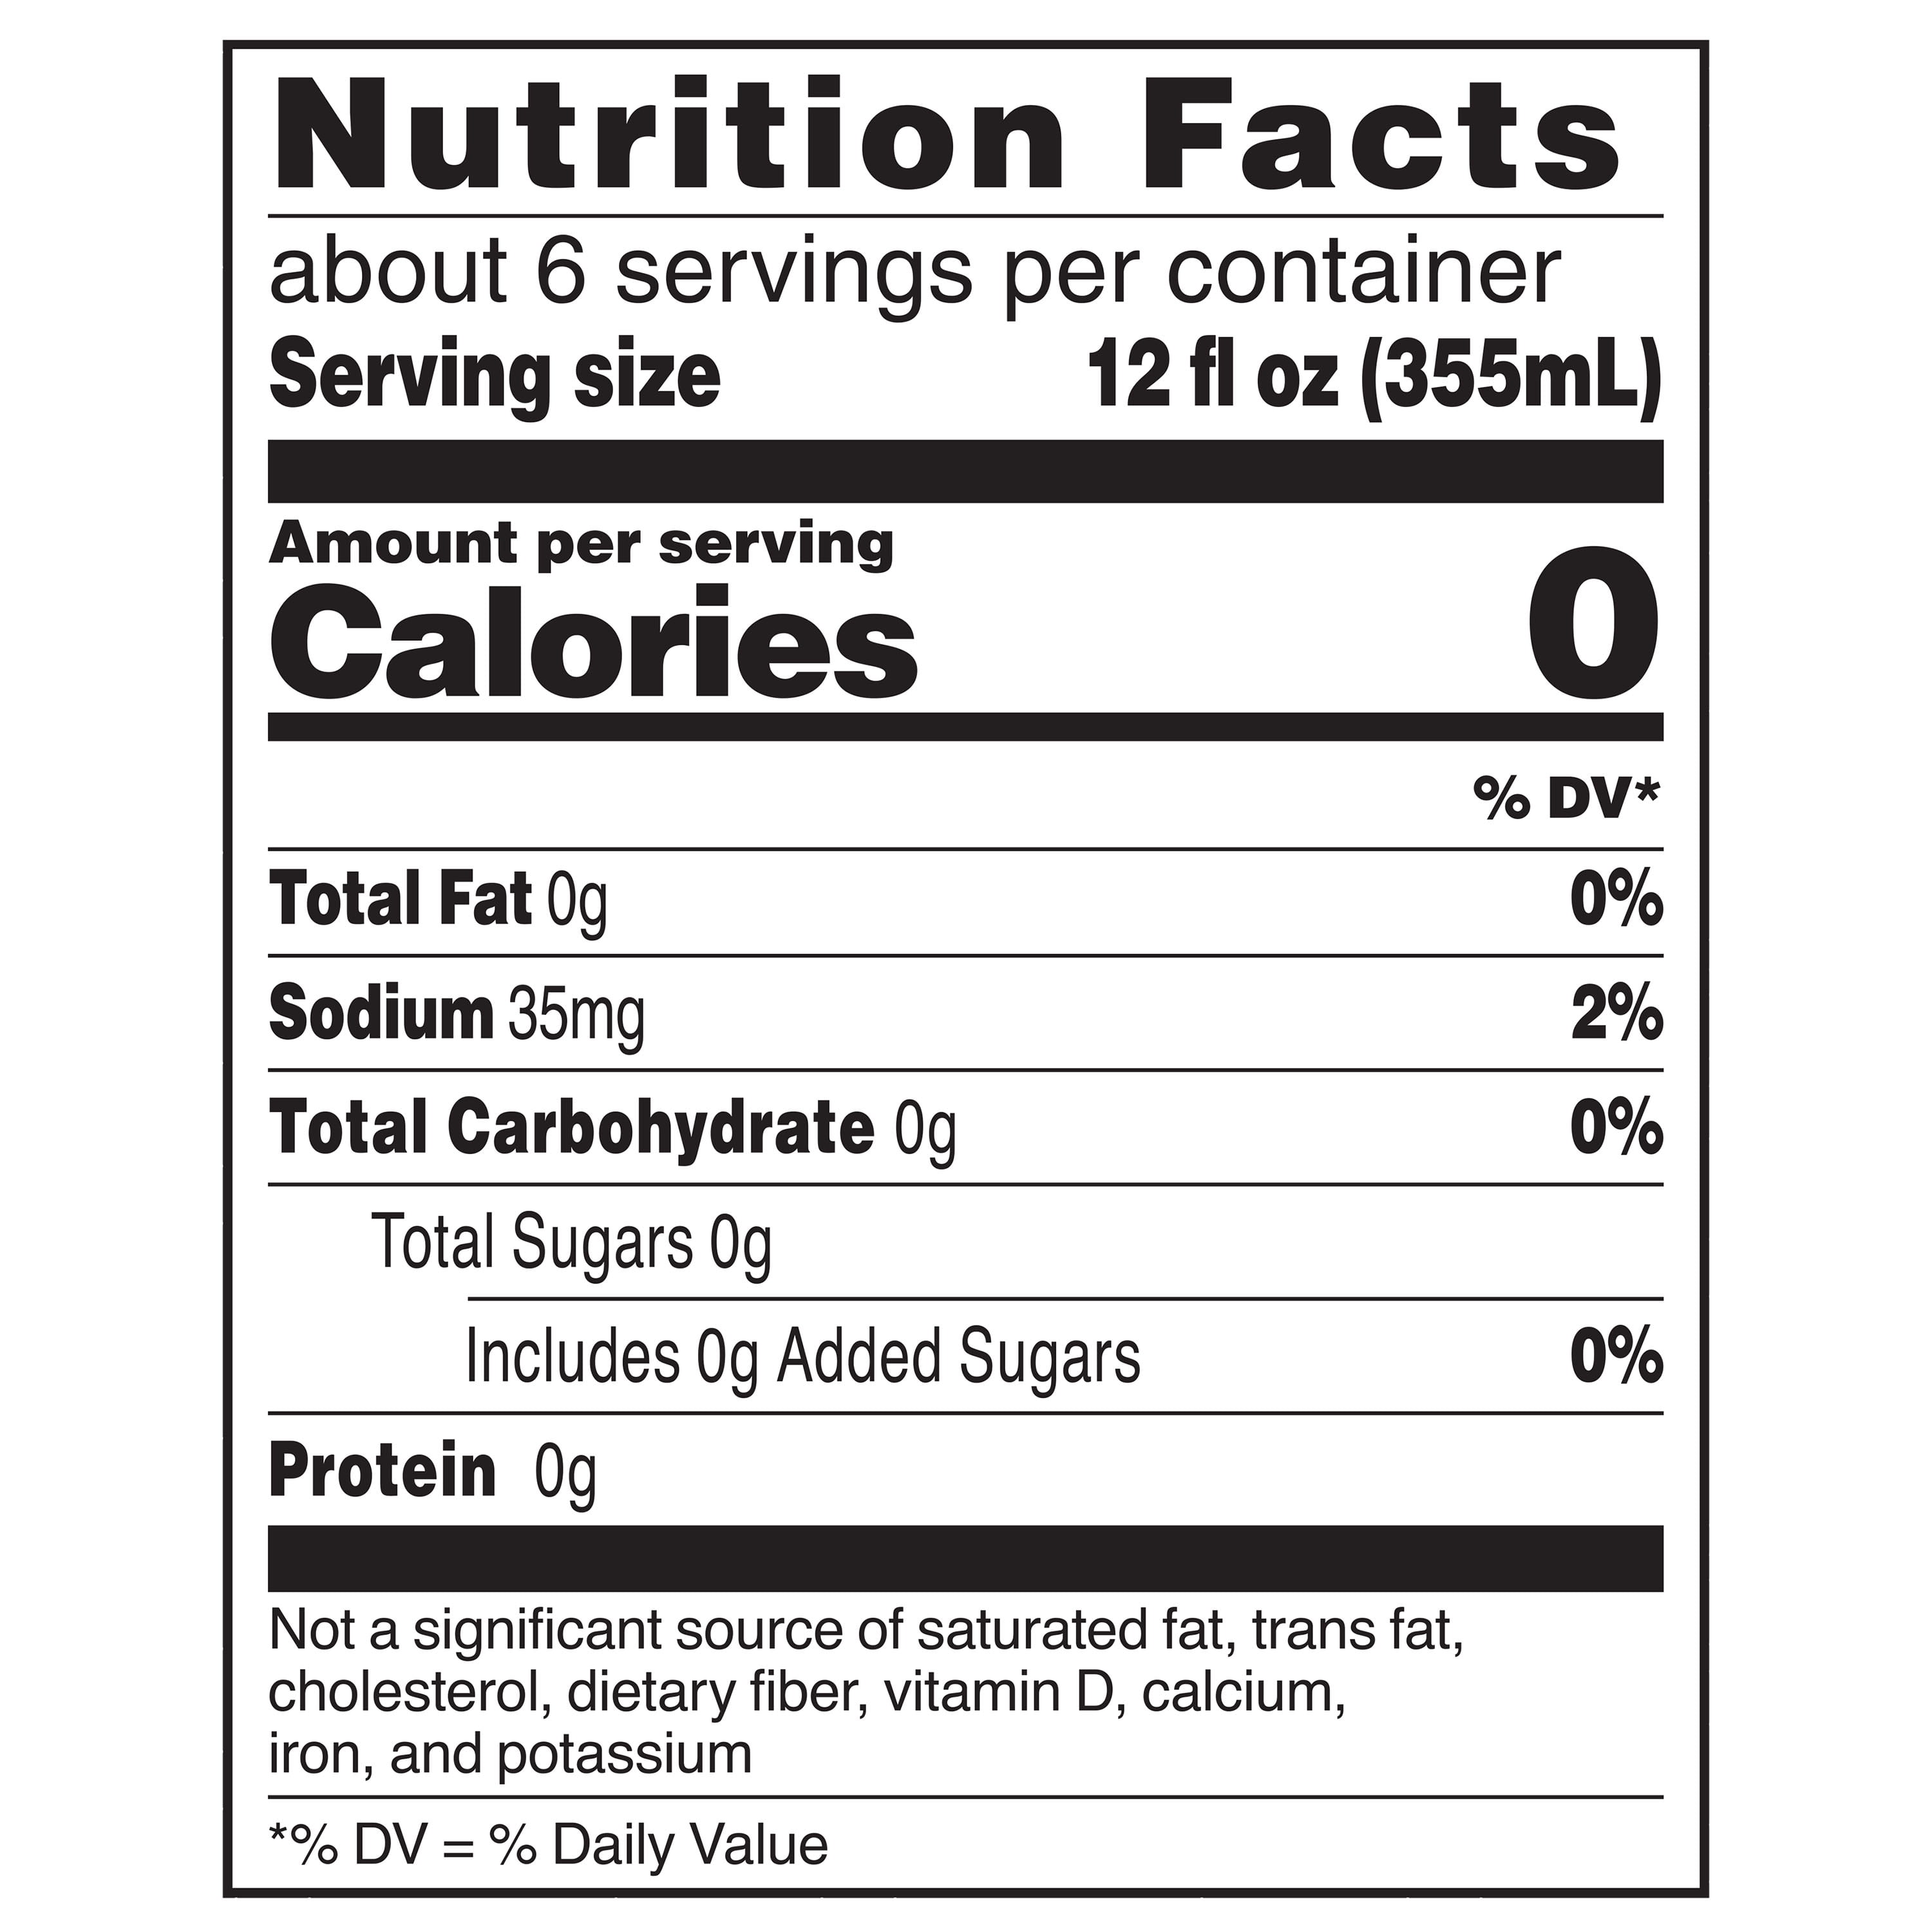 Nutrition Facts
about 6 servings per container
Serving size 12 fl oz (355mL)
Amount per serving
Calories 0
% DV*
Total Fat 0g 0%
Sodium 35mg 2%
Total Carbohydrate 0g 0%
Total Sugars 0g
Includes 0g Added Sugars 0%
Protein 0g
Not a significant source of saturated fat, trans fat,
cholesterol, dietary fiber, vitamin D, calcium,
iron, and potassium
*% DV = % Daily Value